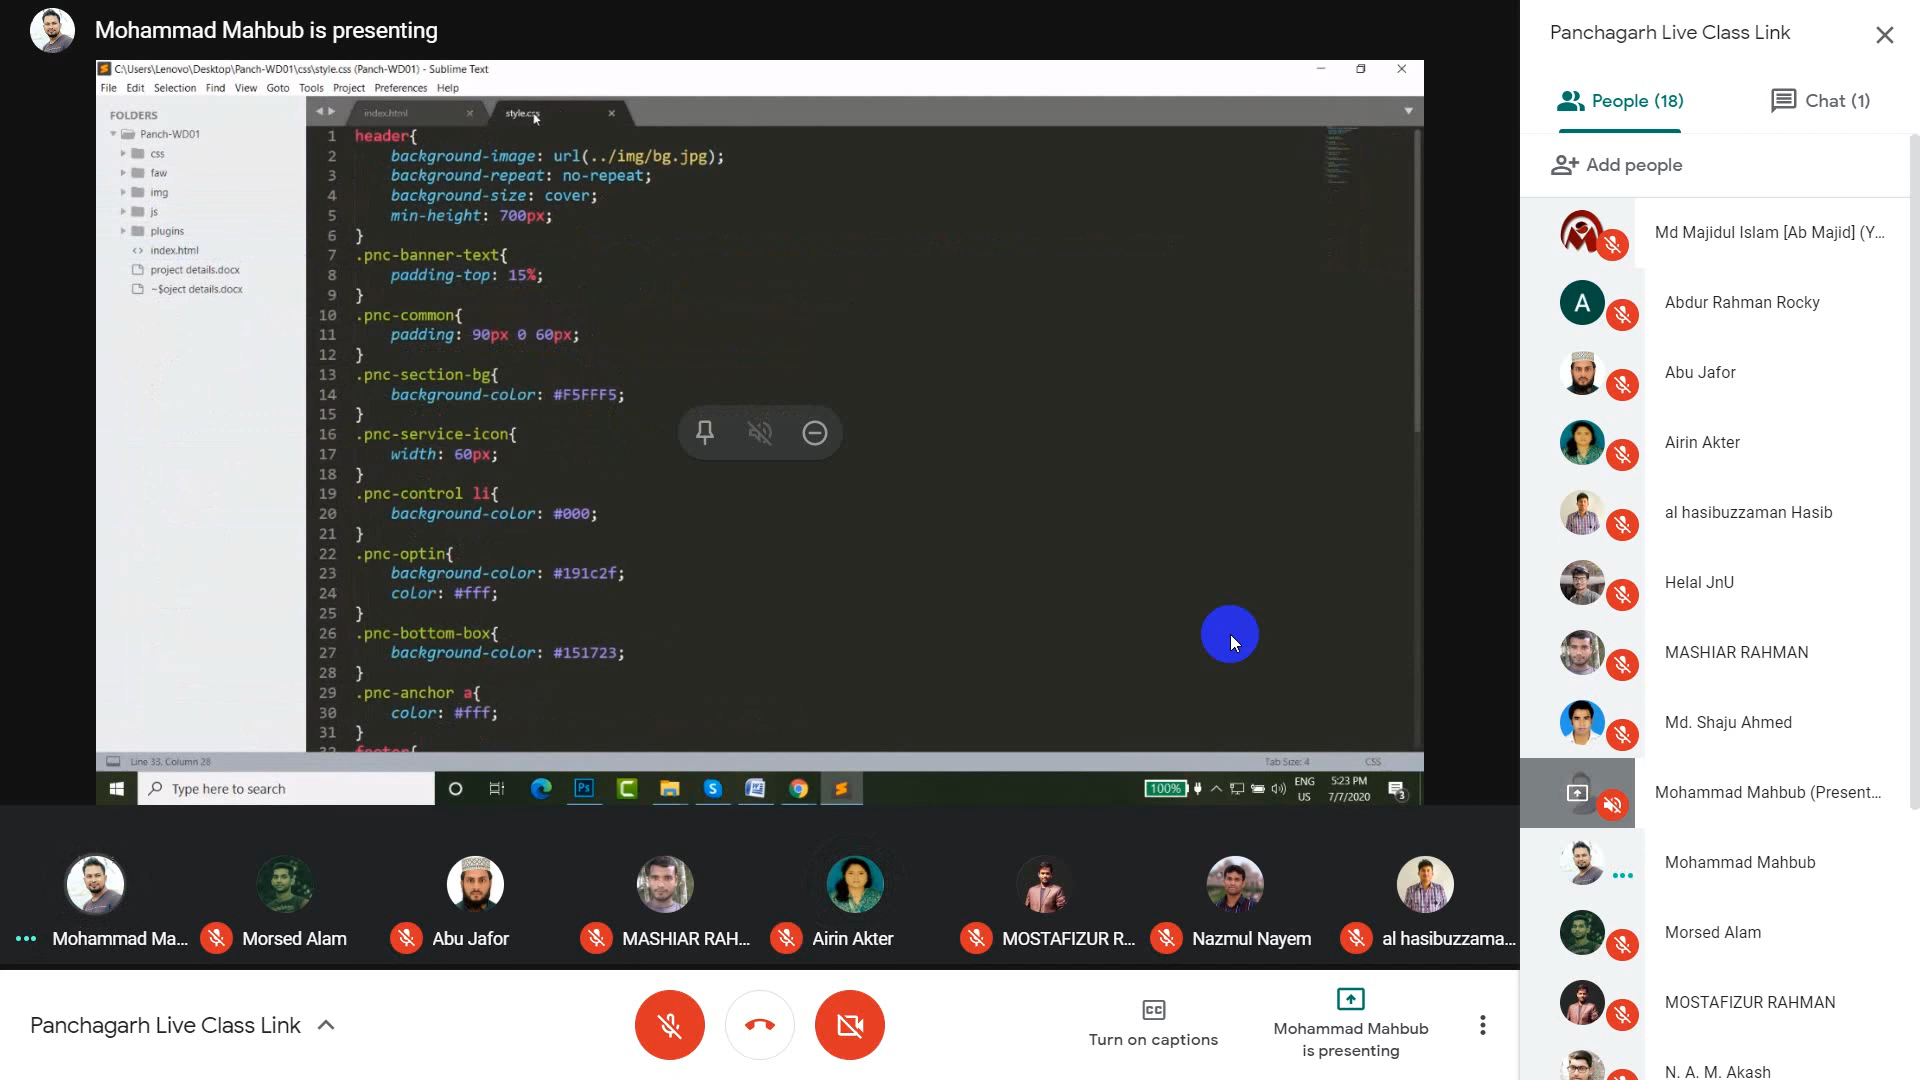 Mohammad Mahbub is presenting
C:\Users\Lenovo\Desktop\Panch-WD01\css\style.css (Panch-WD01) - Sublime Text
File Edit Selection Find View Goto Tools Project Preferences Help
FOLDERS
Panch-WD01
css
faw
img
js
plugins
index.html
project details.docx
~$oject details.docx
index.html
style.css
1 header{
2 background-image: url(../img/bg.jpg);
3 background-repeat: no-repeat;
4 background-size: cover;
5 min-height: 700px;
6 }
7 .pnc-banner-text{
8 padding-top: 15%;
9 }
10 .pnc-common{
11 padding: 90px 0 60px;
12 }
13 .pnc-section-bg{
14 background-color: #F5FFF5;
15 }
16 .pnc-service-icon{
17 width: 60px;
18 }
19 .pnc-control li{
20 background-color: #000;
21 }
22 .pnc-optin{
23 background-color: #191c2f;
24 color: #fff;
25 }
26 .pnc-bottom-box{
27 background-color: #151723;
28 }
29 .pnc-anchor a{
30 color: #fff;
31 }
32 footer{
Line 33, Column 28
Tab Size: 4
CSS
Type here to search
Ps
100%
ENG
US
5:23 PM
7/7/2020
3
Mohammad Ma...
Morsed Alam
Abu Jafor
MASHIAR RAH...
Airin Akter
MOSTAFIZUR R...
Nazmul Nayem
al hasibuzzama...
Panchagarh Live Class Link
CC
Turn on captions
Mohammad Mahbub
is presenting
Panchagarh Live Class Link
People (18)
Chat (1)
Add people
Md Majidul Islam [Ab Majid] (Y...
A
Abdur Rahman Rocky
Abu Jafor
Airin Akter
al hasibuzzaman Hasib
Helal JnU
MASHIAR RAHMAN
Md. Shaju Ahmed
Mohammad Mahbub (Present...
Mohammad Mahbub
Morsed Alam
MOSTAFIZUR RAHMAN
N. A. M. Akash